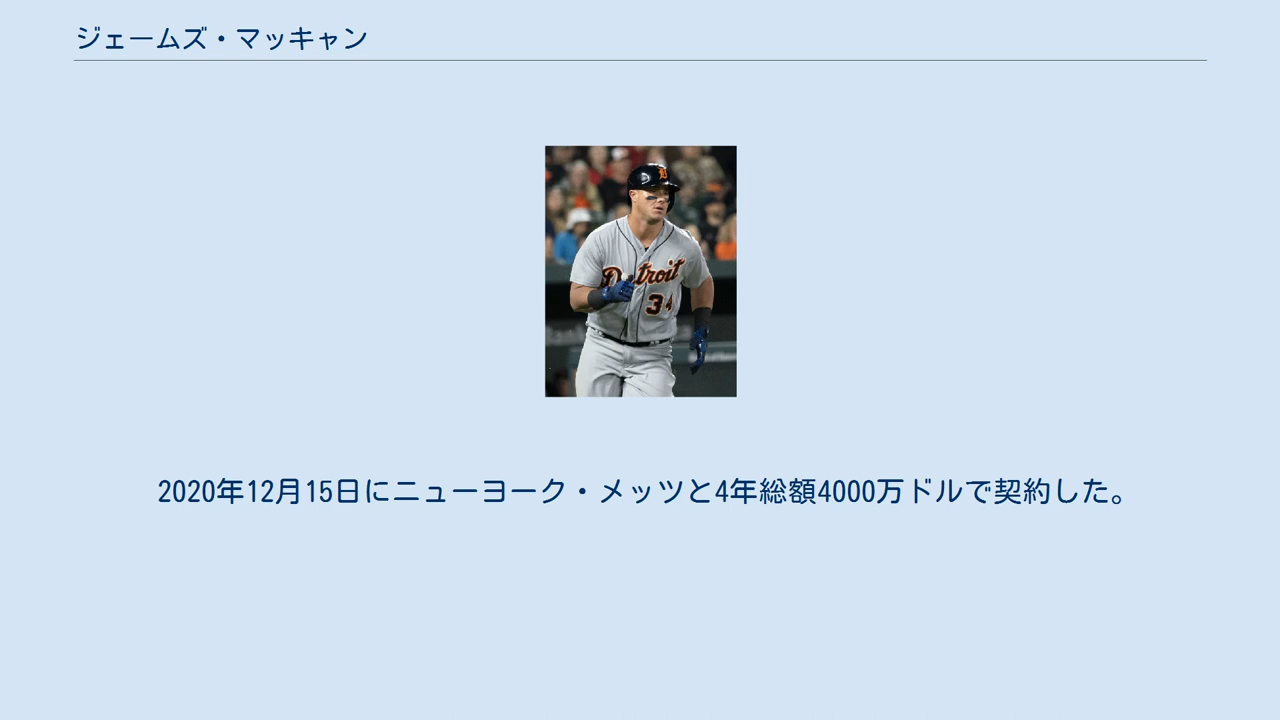 ジェームズ・マッキャン
D
Detroit
34
2020年12月15日にニューヨーク・メッツと4年総額4000万ドルで契約した。